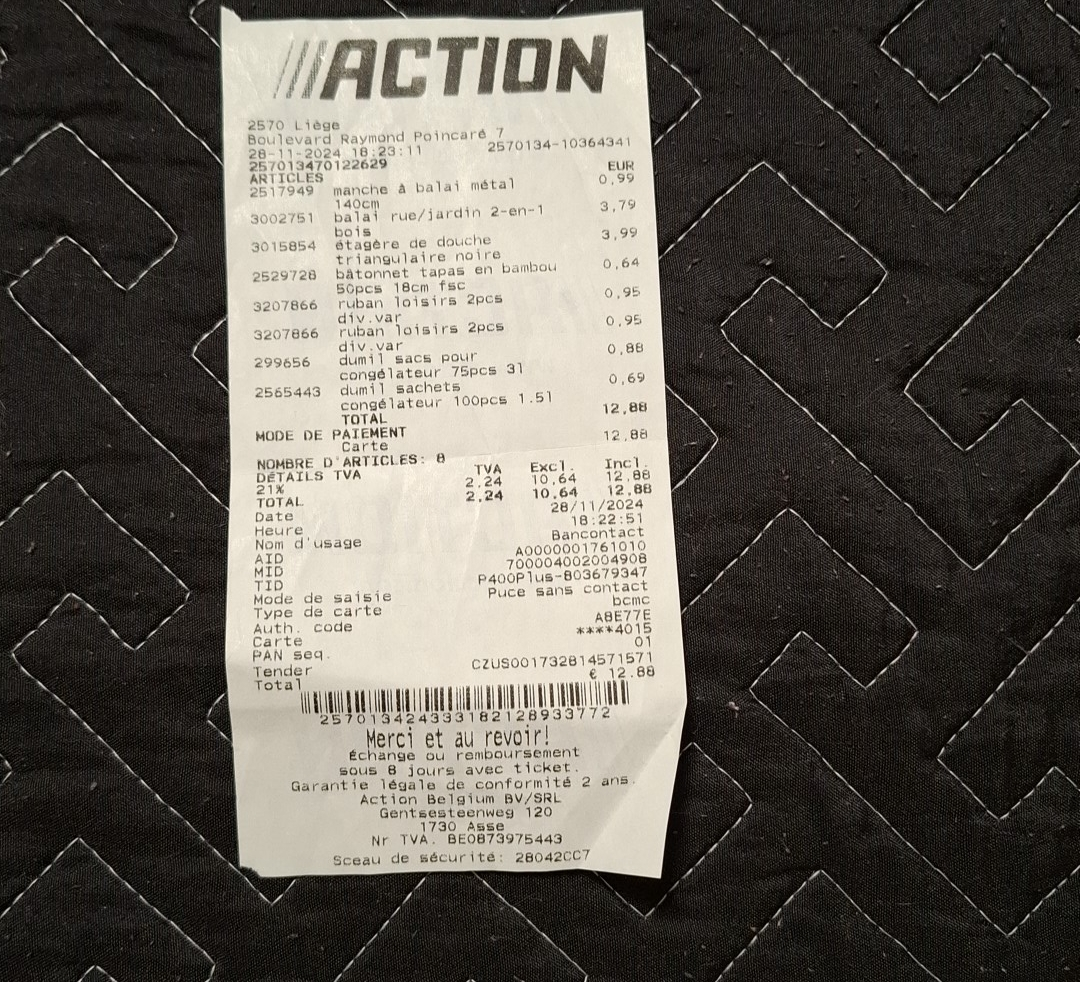 ACTION
2570 Liège
Boulevard Raymond Poincaré 7
28-11-2024 18:23:11 2570134-10364341
257013470122629
ARTICLES EUR
2517949 manche à balai métal 0,99
140cm
3002751 balai rue/jardin 2-en-1 3,79
bois
3015854 étagère de douche 3,99
triangulaire noire
2529728 bâtonnet tapas en bambou 0,64
50pcs 18cm fsc
3207866 ruban loisirs 2pcs 0,95
div.var
3207866 ruban loisirs 2pcs 0,95
div.var
299656 dumil sacs pour 0,88
congélateur 75pcs 3l
2565443 dumil sachets 0,69
congélateur 100pcs 1.5l
TOTAL 12,88
MODE DE PAIEMENT
Carte 12,88
NOMBRE D'ARTICLES: 8
DÉTAILS TVA TVA Excl. Incl.
21% 2,24 10,64 12,88
TOTAL 2,24 10,64 12,88
Date 28/11/2024
Heure 18:22:51
Nom d'usage Bancontact
AID A0000001761010
MID 700004002004908
TID P400Plus-803679347
Mode de saisie Puce sans contact
Type de carte bcmc
Auth. code A8E77E
Carte ****4015
PAN seq. 01
Tender CZUS001732814571571
Total € 12.88
257013424333182128933772
Merci et au revoir!
Échange ou remboursement
sous 8 jours avec ticket.
Garantie légale de conformité 2 ans.
Action Belgium BV/SRL
Gentsesteenweg 120
1730 Asse
Nr TVA. BE0873975443
Sceau de sécurité: 28042CC7